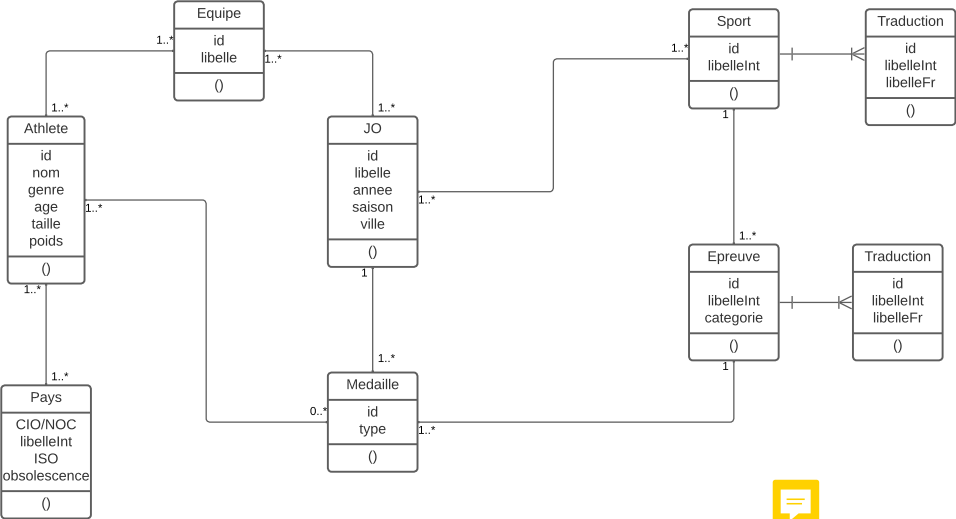 Equipe
id
libelle
()
1..*
1..*
Athlete
id
nom
genre
age
taille
poids
()
1..*
1..*
1..*
JO
id
libelle
annee
saison
ville
()
1..*
1..*
1
Sport
id
libelleInt
()
1..*
1
Traduction
id
libelleInt
libelleFr
()
Epreuve
id
libelleInt
categorie
()
1..*
1
Traduction
id
libelleInt
libelleFr
()
Pays
CIO/NOC
libelleInt
ISO
obsolescence
()
1..*
Medaille
id
type
()
1..*
0..*
1..*